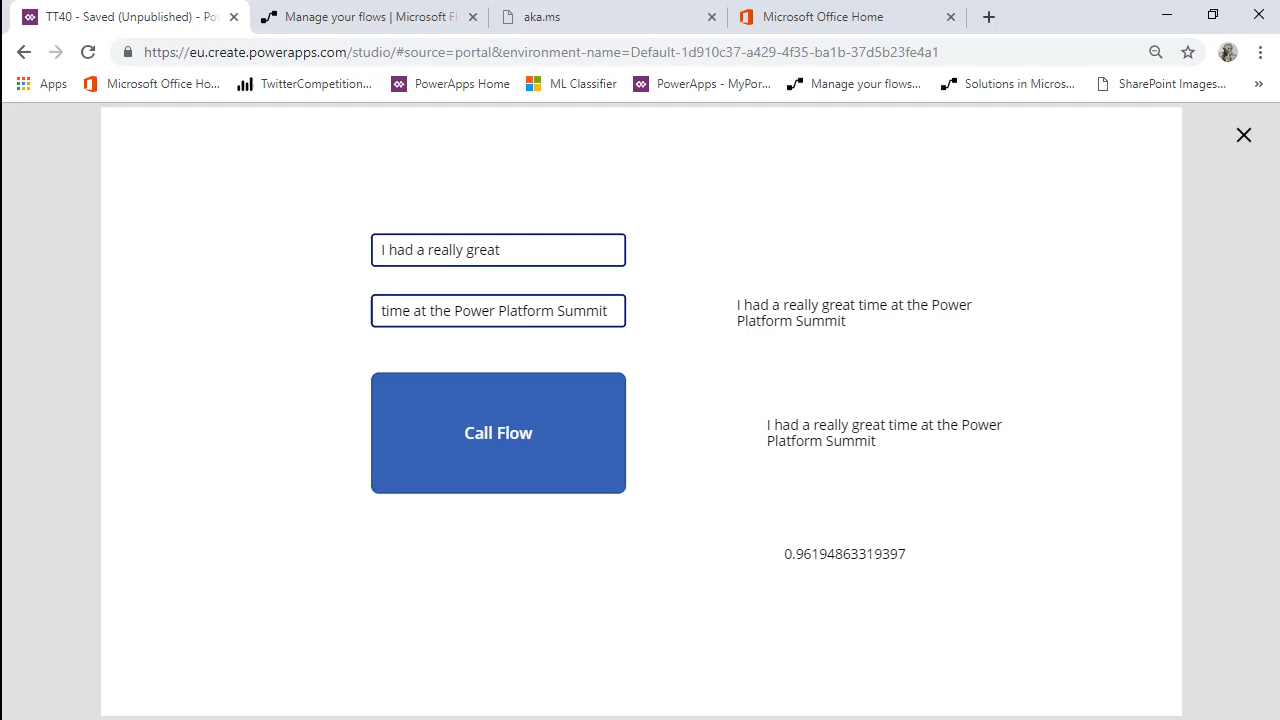 TT40 - Saved (Unpublished) - Po
Manage your flows | Microsoft Fl
aka.ms
Microsoft Office Home
https://eu.create.powerapps.com/studio/#source=portal&environment-name=Default-1d910c37-a429-4f35-ba1b-37d5b23fe4a1
Apps
Microsoft Office Ho...
TwitterCompetition...
PowerApps Home
ML Classifier
PowerApps - MyPor...
Manage your flows...
Solutions in Micros...
SharePoint Images...
I had a really great
time at the Power Platform Summit
I had a really great time at the Power
Platform Summit
Call Flow
I had a really great time at the Power
Platform Summit
0.96194863319397